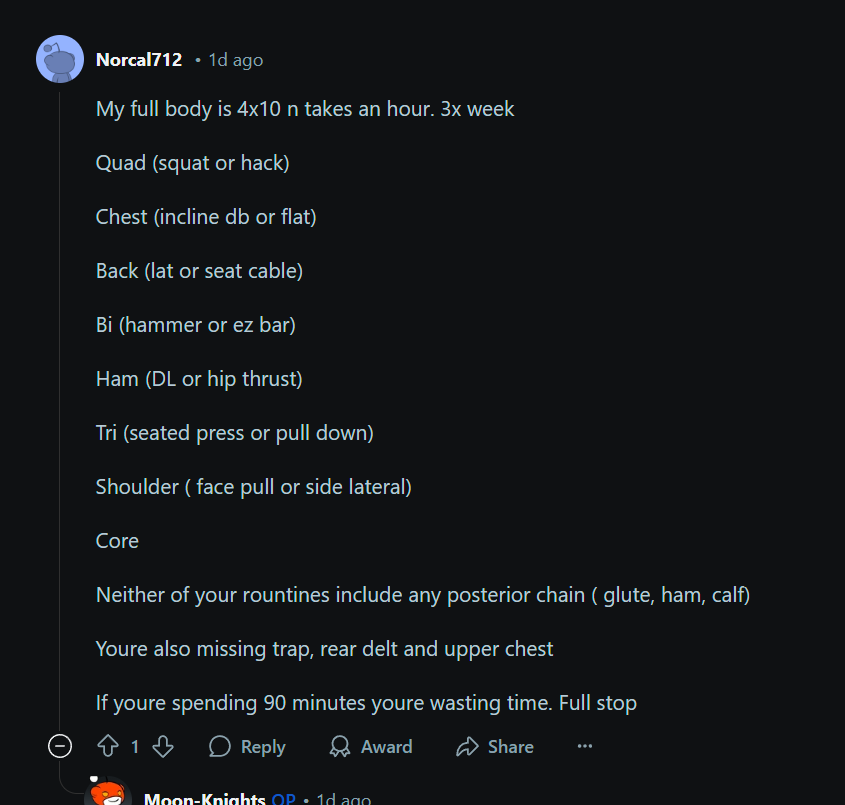 Norcal712 • 1d ago
My full body is 4x10 n takes an hour. 3x week
Quad (squat or hack)
Chest (incline db or flat)
Back (lat or seat cable)
Bi (hammer or ez bar)
Ham (DL or hip thrust)
Tri (seated press or pull down)
Shoulder ( face pull or side lateral)
Core
Neither of your rountines include any posterior chain ( glute, ham, calf)
Youre also missing trap, rear delt and upper chest
If youre spending 90 minutes youre wasting time. Full stop
1 Reply Award Share ...
Moon-Knights OP • 1d ago